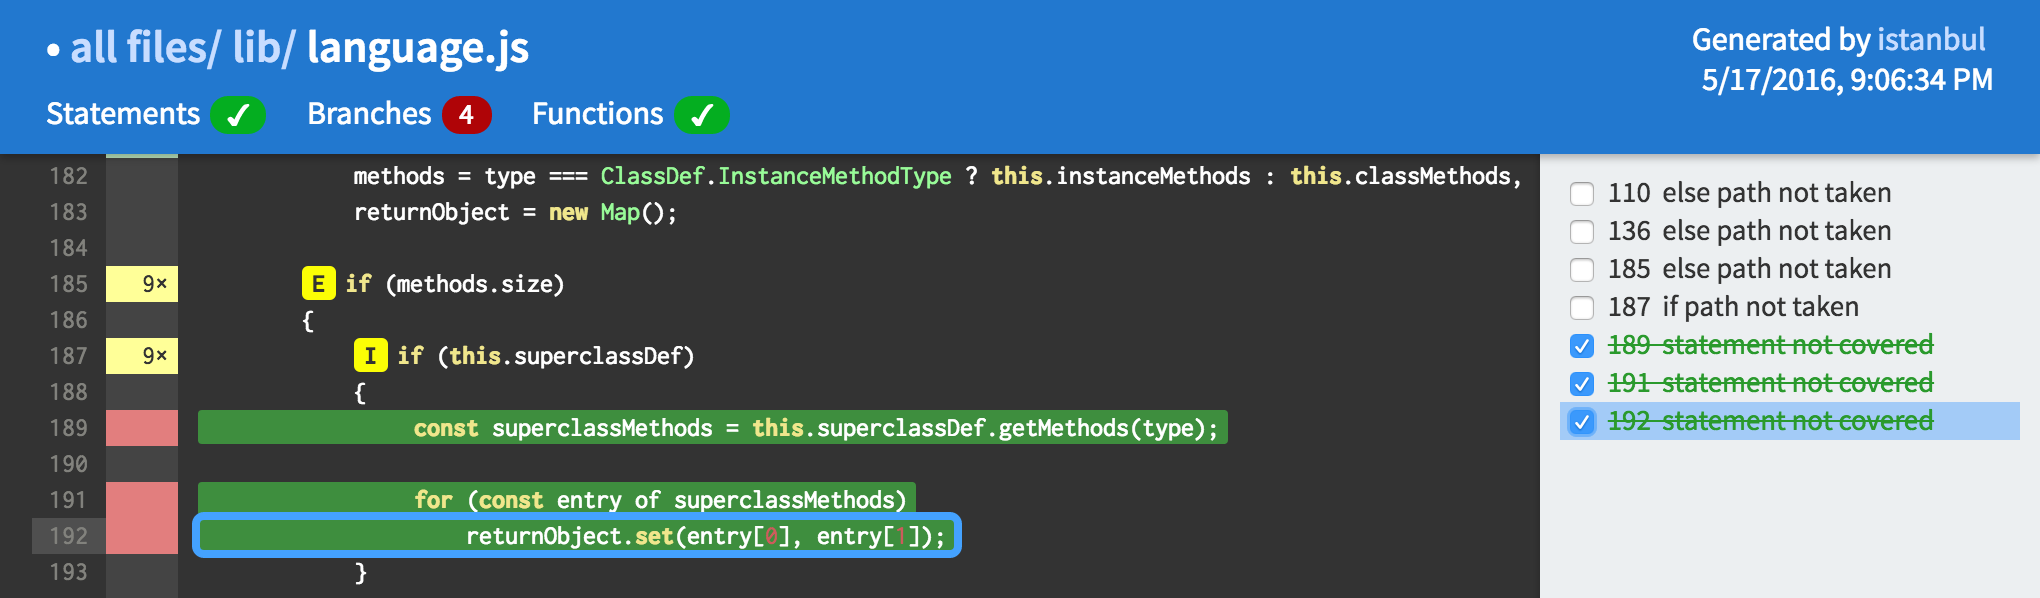 • all files/ lib/ language.js
Generated by istanbul
5/17/2016, 9:06:34 PM
Statements ✓ Branches 4 Functions ✓
182 methods = type === ClassDef.InstanceMethodType ? this.instanceMethods : this.classMethods,
183 returnObject = new Map();
184
185 9× E if (methods.size)
186 {
187 9× I if (this.superclassDef)
188 {
189 const superclassMethods = this.superclassDef.getMethods(type);
190
191 for (const entry of superclassMethods)
192 returnObject.set(entry[0], entry[1]);
193 }
110 else path not taken
136 else path not taken
185 else path not taken
187 if path not taken
189 statement not covered
191 statement not covered
192 statement not covered